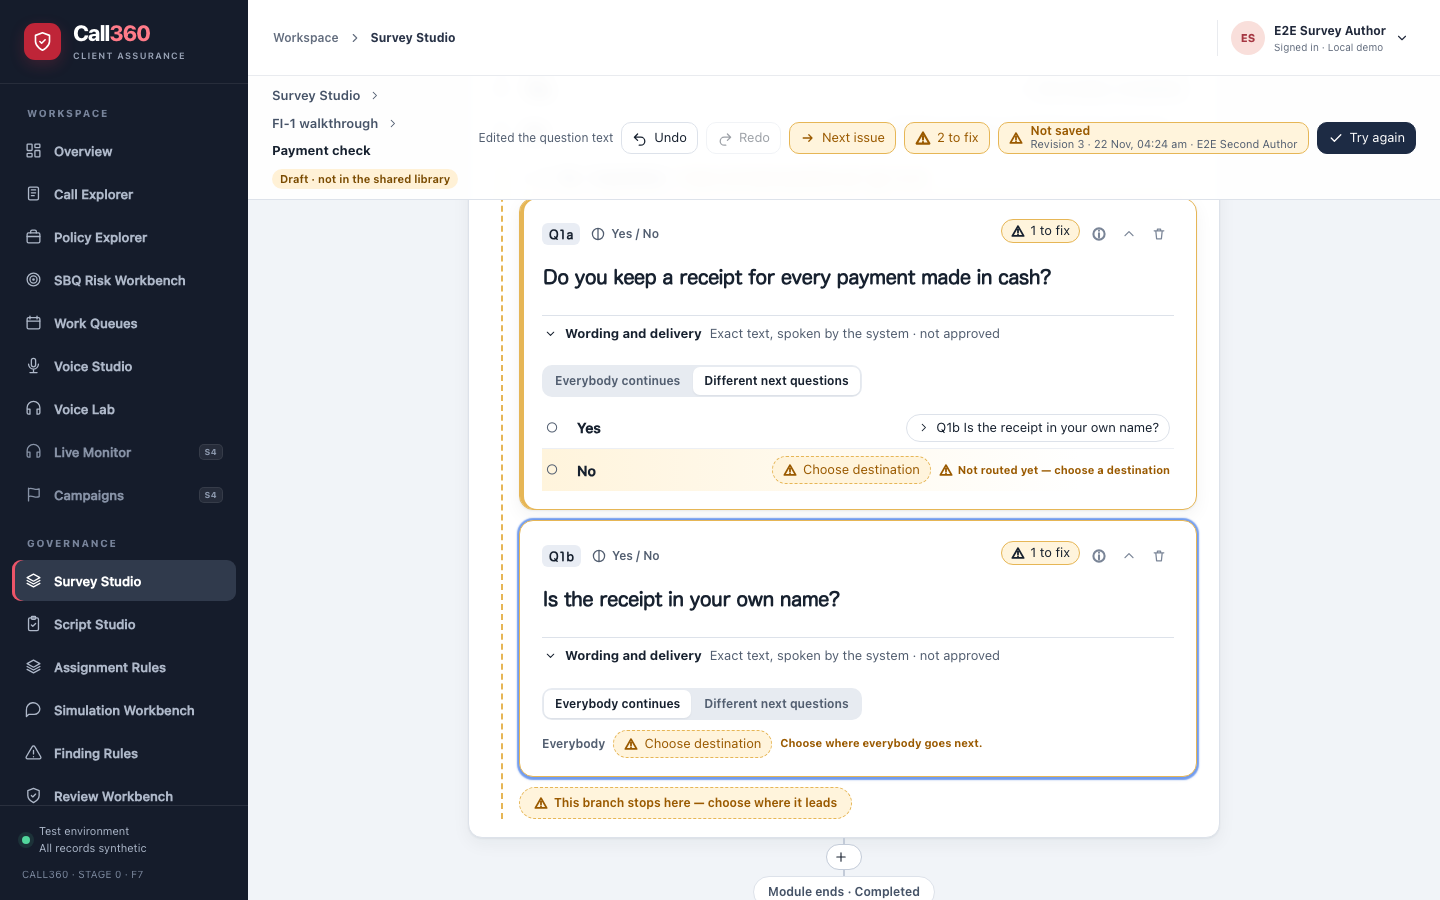 Call360
CLIENT ASSURANCE
WORKSPACE
Overview
Call Explorer
Policy Explorer
SBQ Risk Workbench
Work Queues
Voice Studio
Voice Lab
Live Monitor S4
Campaigns S4
GOVERNANCE
Survey Studio
Script Studio
Assignment Rules
Simulation Workbench
Finding Rules
Review Workbench
Test environment
All records synthetic
CALL360 · STAGE 0 · F7
Workspace > Survey Studio
ES
E2E Survey Author
Signed in · Local demo
Survey Studio >
FI-1 walkthrough >
Payment check
Draft · not in the shared library
Edited the question text
Undo
Redo
Next issue
2 to fix
Not saved
Revision 3 · 22 Nov, 04:24 am · E2E Second Author
Try again
Q1a Yes / No 1 to fix
Do you keep a receipt for every payment made in cash?
Wording and delivery Exact text, spoken by the system · not approved
Everybody continues Different next questions
Yes Q1b Is the receipt in your own name?
No Choose destination Not routed yet — choose a destination
Q1b Yes / No 1 to fix
Is the receipt in your own name?
Wording and delivery Exact text, spoken by the system · not approved
Everybody continues Different next questions
Everybody Choose destination Choose where everybody goes next.
This branch stops here — choose where it leads
Module ends · Completed